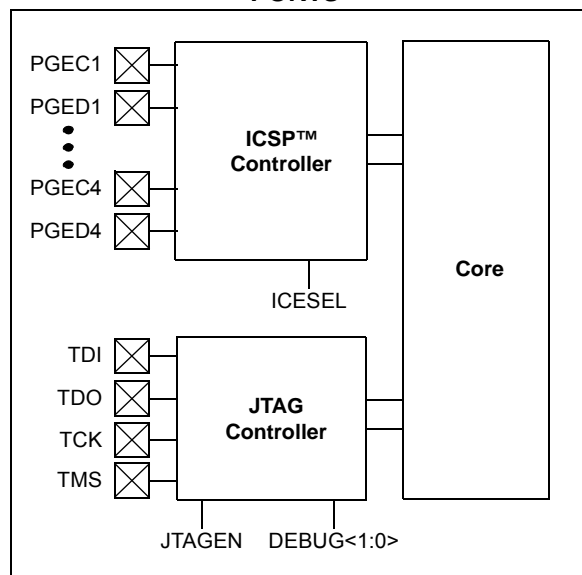 PGEC1
PGED1
PGEC4
PGED4
ICSP™
Controller
ICESEL
Core
TDI
TDO
TCK
TMS
JTAG
Controller
JTAGEN
DEBUG<1:0>